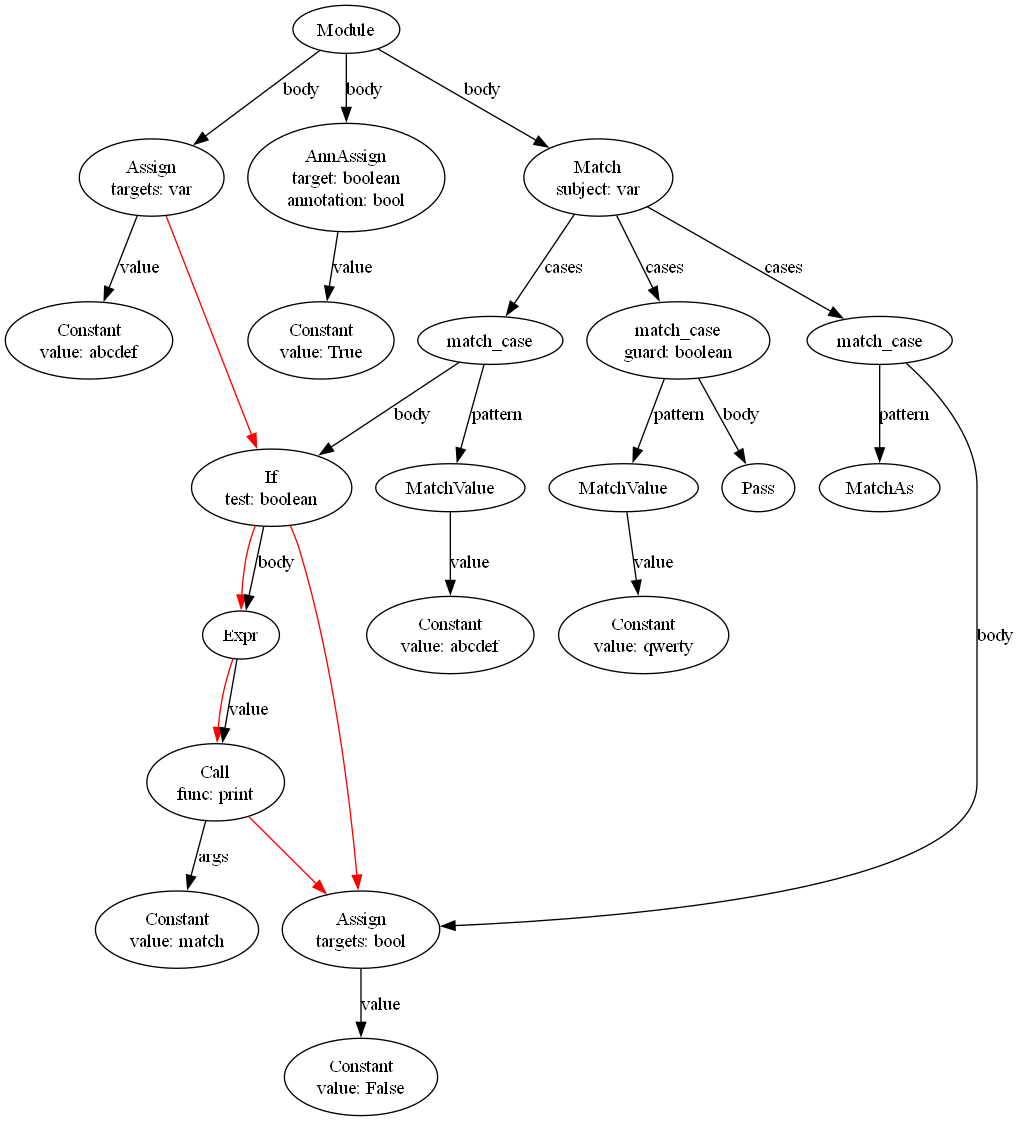 Module
body
body
body
Assign
targets: var
AnnAssign
target: boolean
annotation: bool
Match
subject: var
value
value
cases
cases
cases
Constant
value: abcdef
Constant
value: True
match_case
match_case
guard: boolean
match_case
body
pattern
pattern
body
pattern
If
test: boolean
MatchValue
MatchValue
Pass
MatchAs
body
value
value
Expr
Constant
value: abcdef
Constant
value: qwerty
body
value
Call
func: print
args
Constant
value: match
Assign
targets: bool
value
Constant
value: False